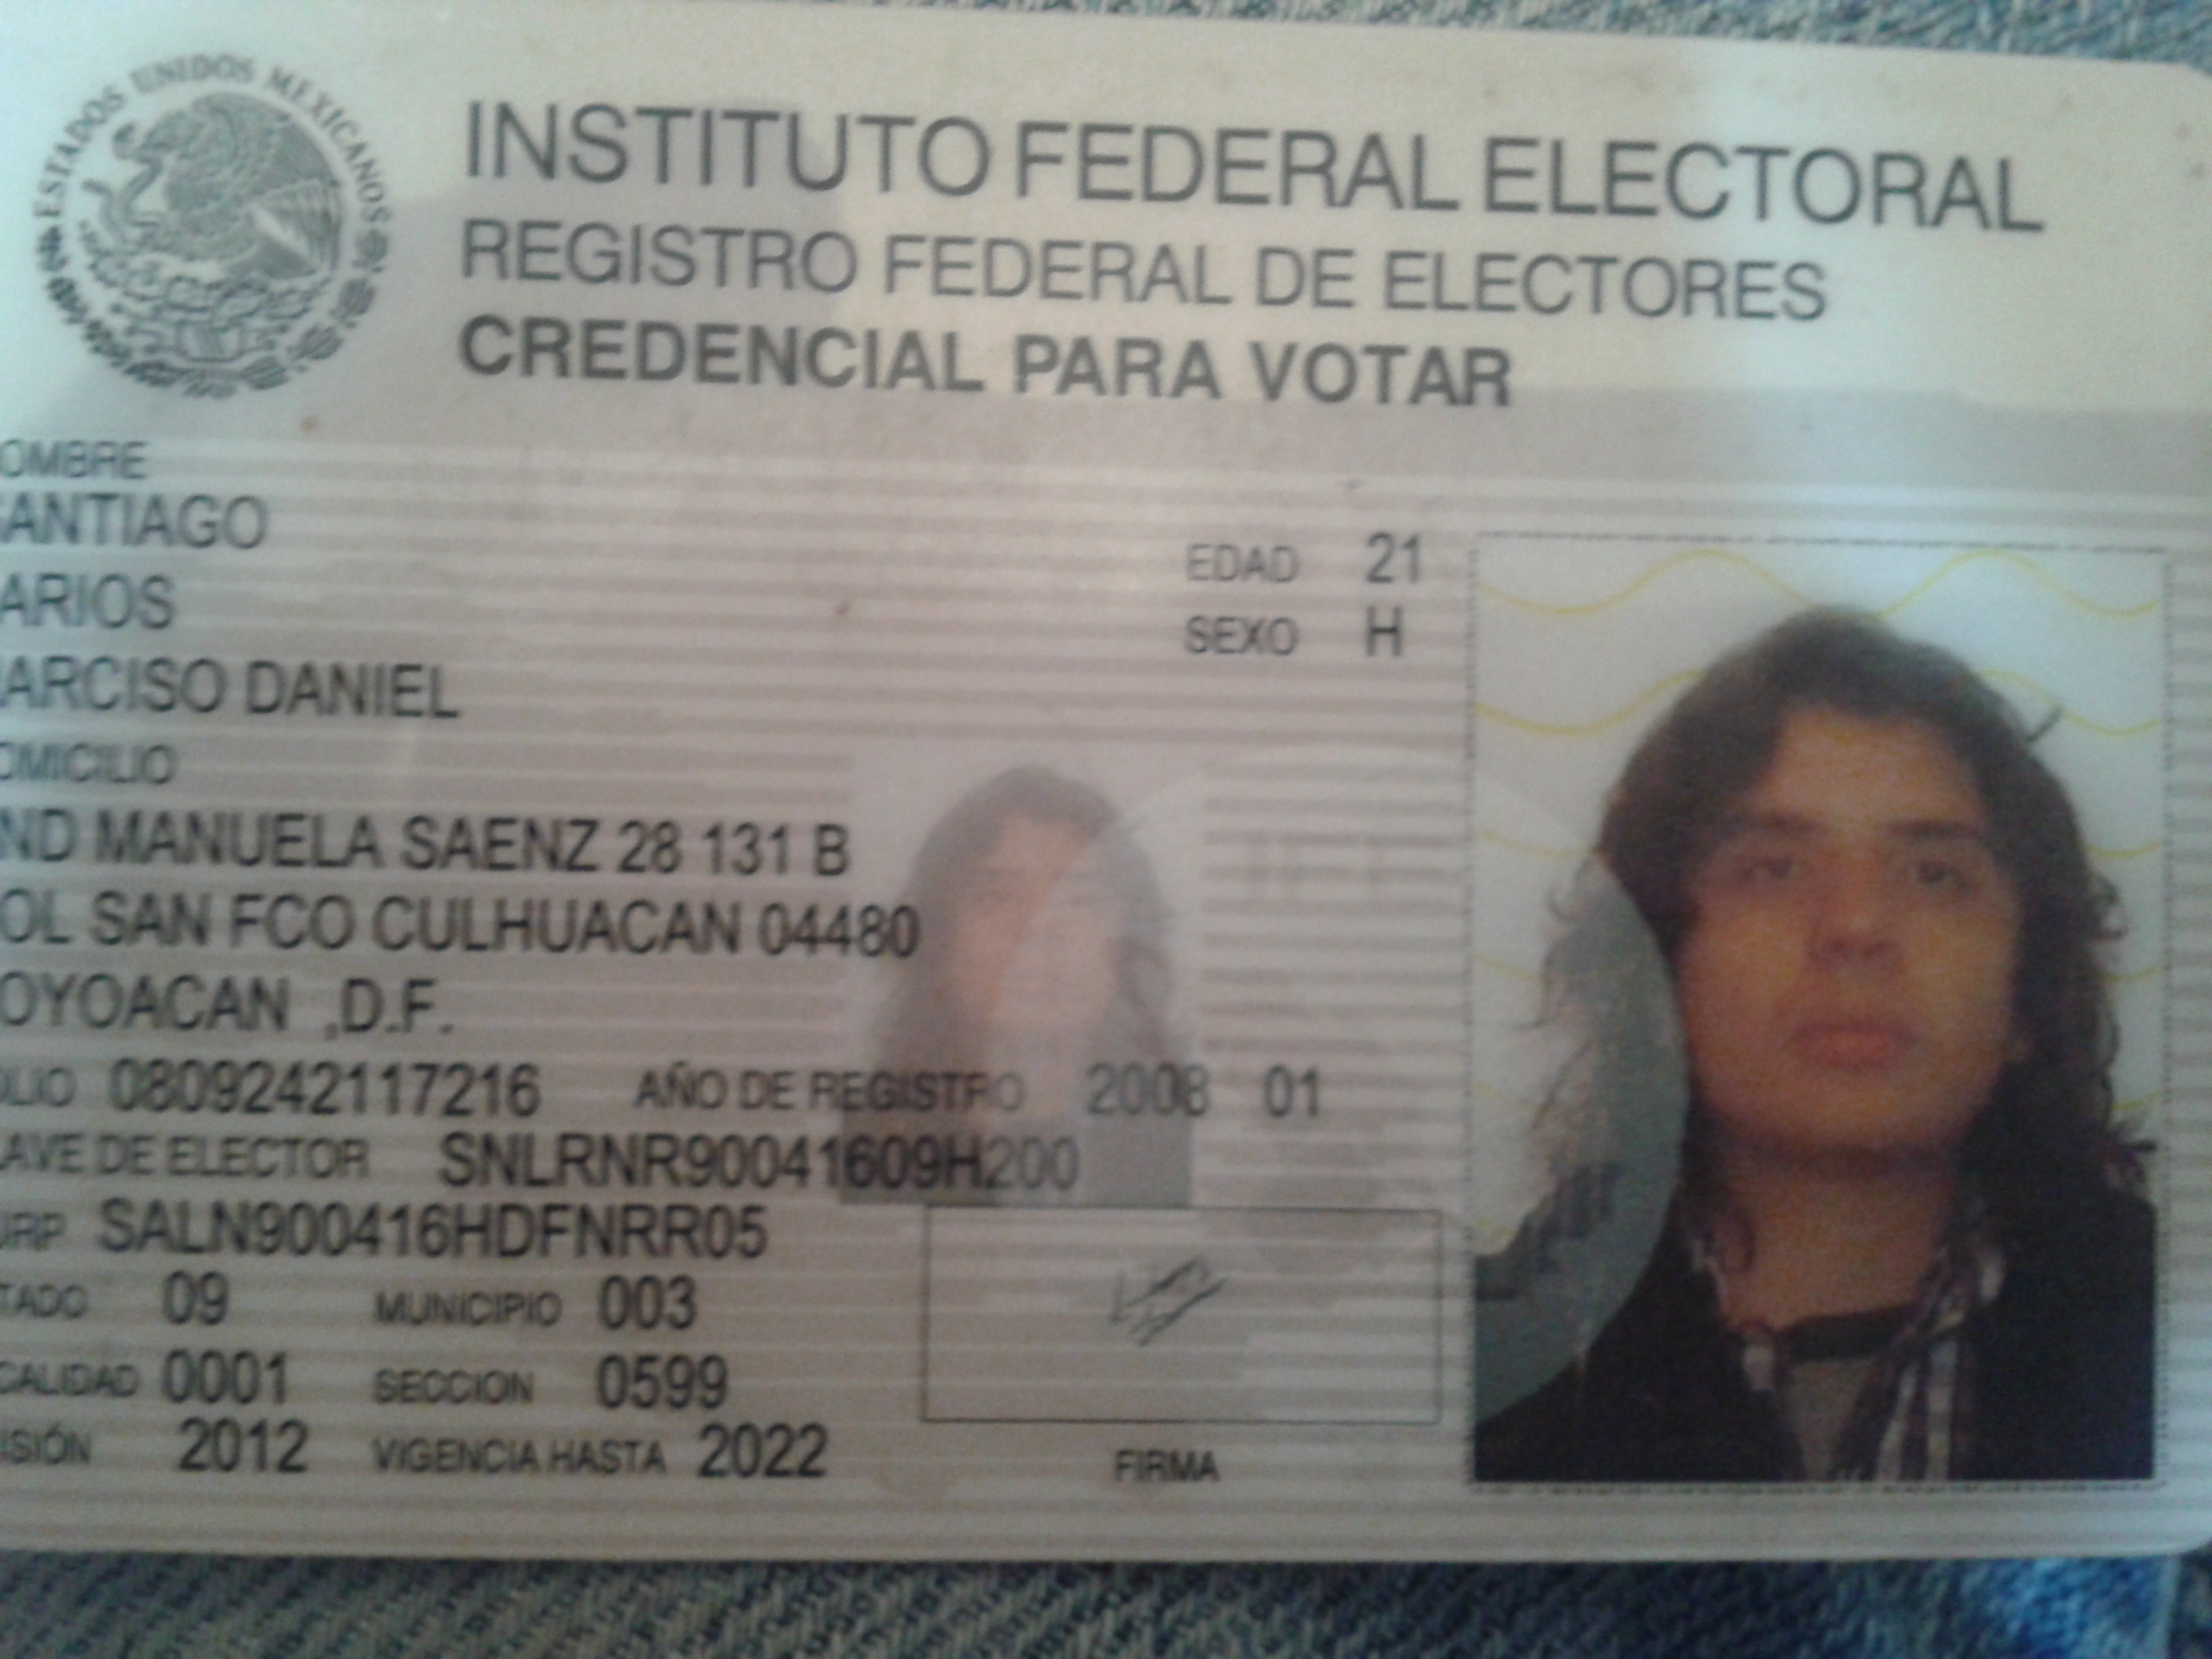 ESTADOS UNIDOS MEXICANOS
INSTITUTO FEDERAL ELECTORAL
REGISTRO FEDERAL DE ELECTORES
CREDENCIAL PARA VOTAR
OMBRE
SANTIAGO
EDAD 21
ARIOS
SEXO H
ARCISO DANIEL
OMICILIO
ND MANUELA SAENZ 28 131 B
OL SAN FCO CULHUACAN 04480
OYOACAN ,D.F.
OLIO 0809242117216 AÑO DE REGISTRO 2008 01
LAVE DE ELECTOR SNLRNR90041609H200
URP SALN900416HDFNRR05
TADO 09 MUNICIPIO 003
CALIDAD 0001 SECCION 0599
ISIÓN 2012 VIGENCIA HASTA 2022
FIRMA